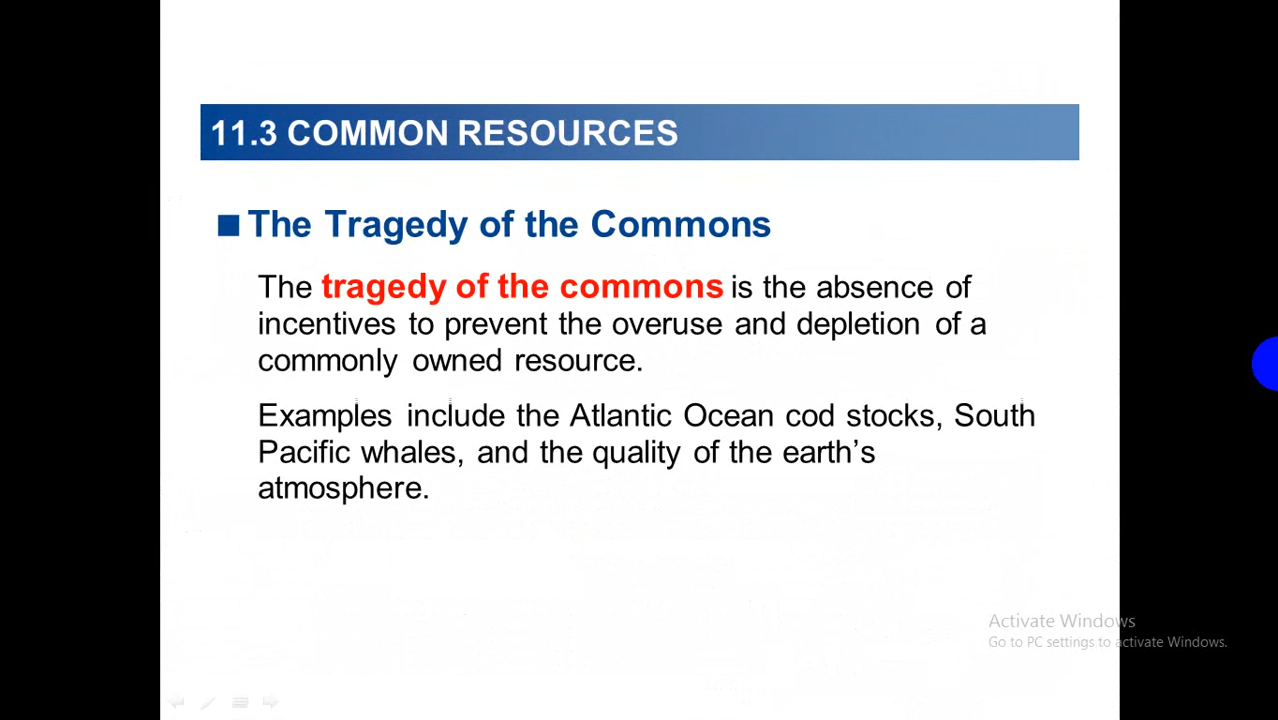 11.3 COMMON RESOURCES
The Tragedy of the Commons
The tragedy of the commons is the absence of
incentives to prevent the overuse and depletion of a
commonly owned resource.
Examples include the Atlantic Ocean cod stocks, South
Pacific whales, and the quality of the earth’s
atmosphere.
Activate Windows
Go to PC settings to activate Windows.